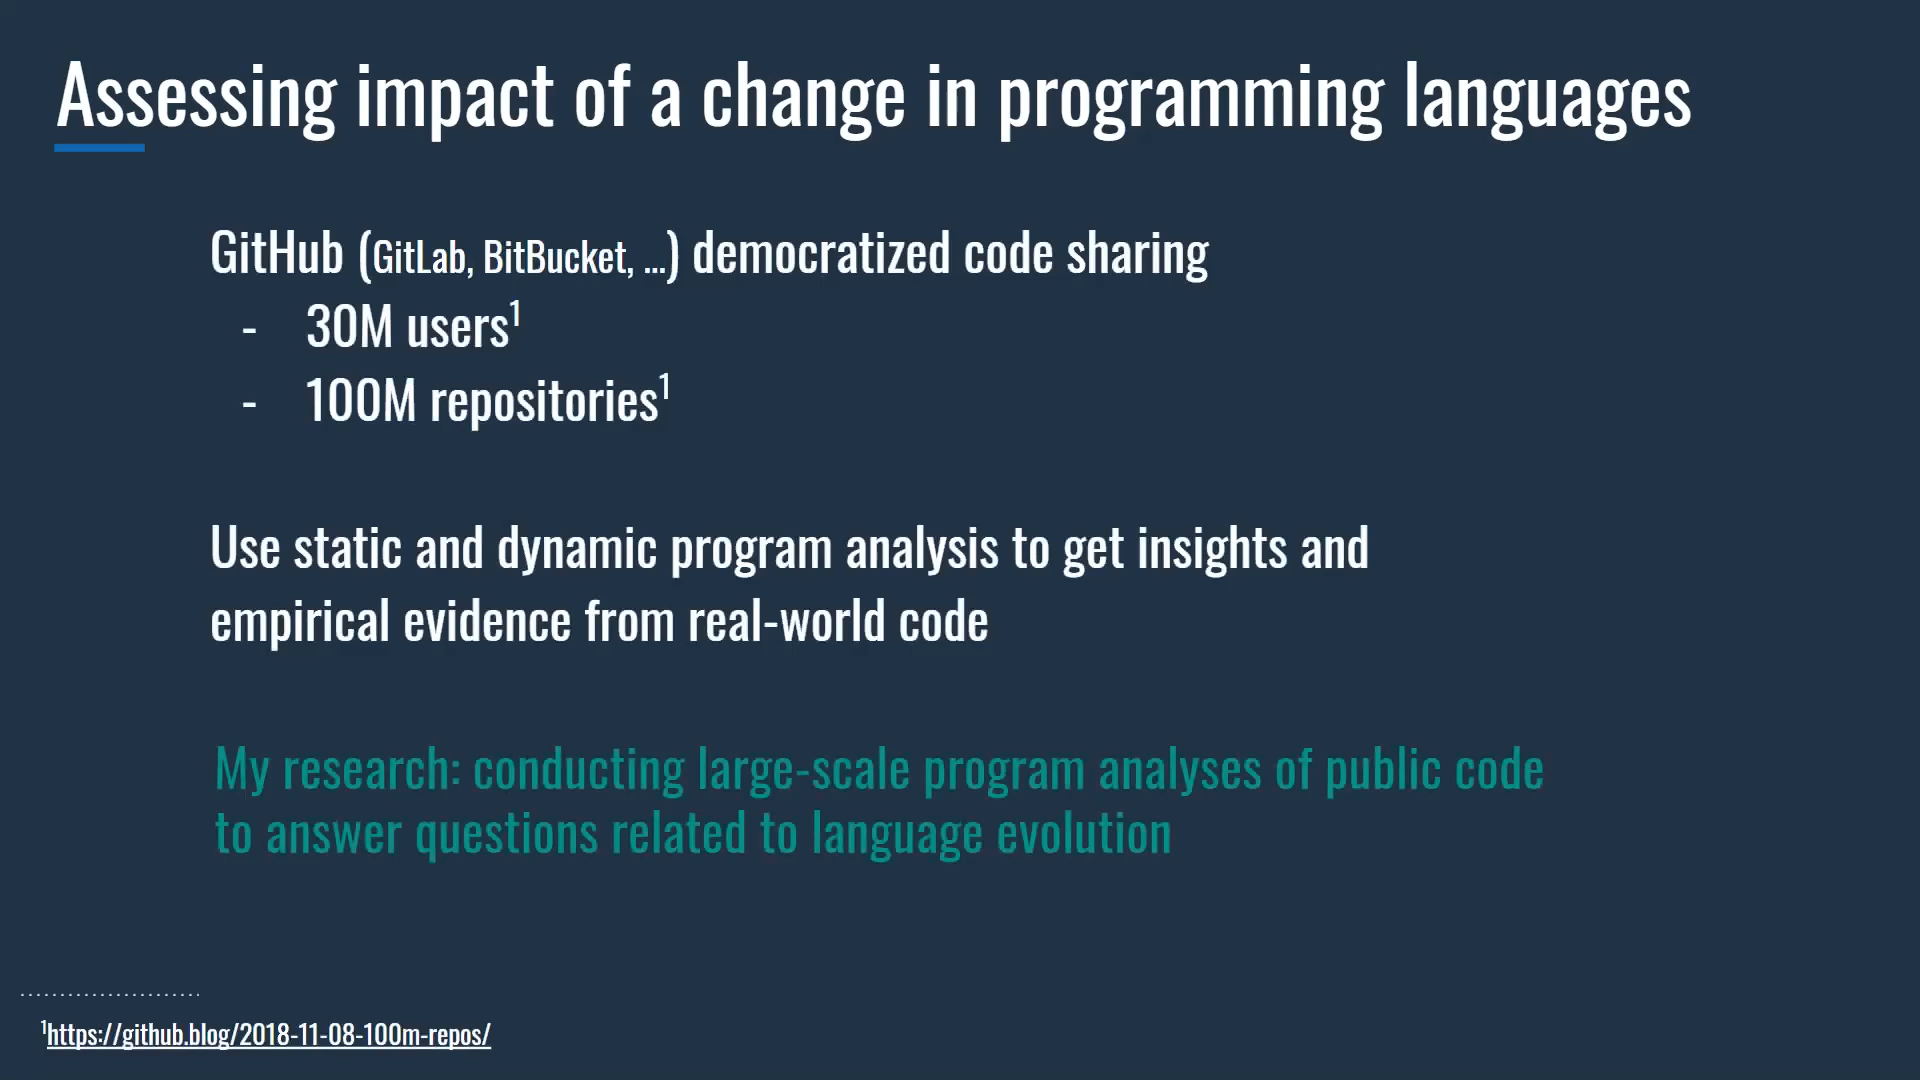 Assessing impact of a change in programming languages
GitHub (GitLab, BitBucket, ...) democratized code sharing
- 30M users¹
- 100M repositories¹
Use static and dynamic program analysis to get insights and
empirical evidence from real-world code
My research: conducting large-scale program analyses of public code
to answer questions related to language evolution
¹https://github.blog/2018-11-08-100m-repos/